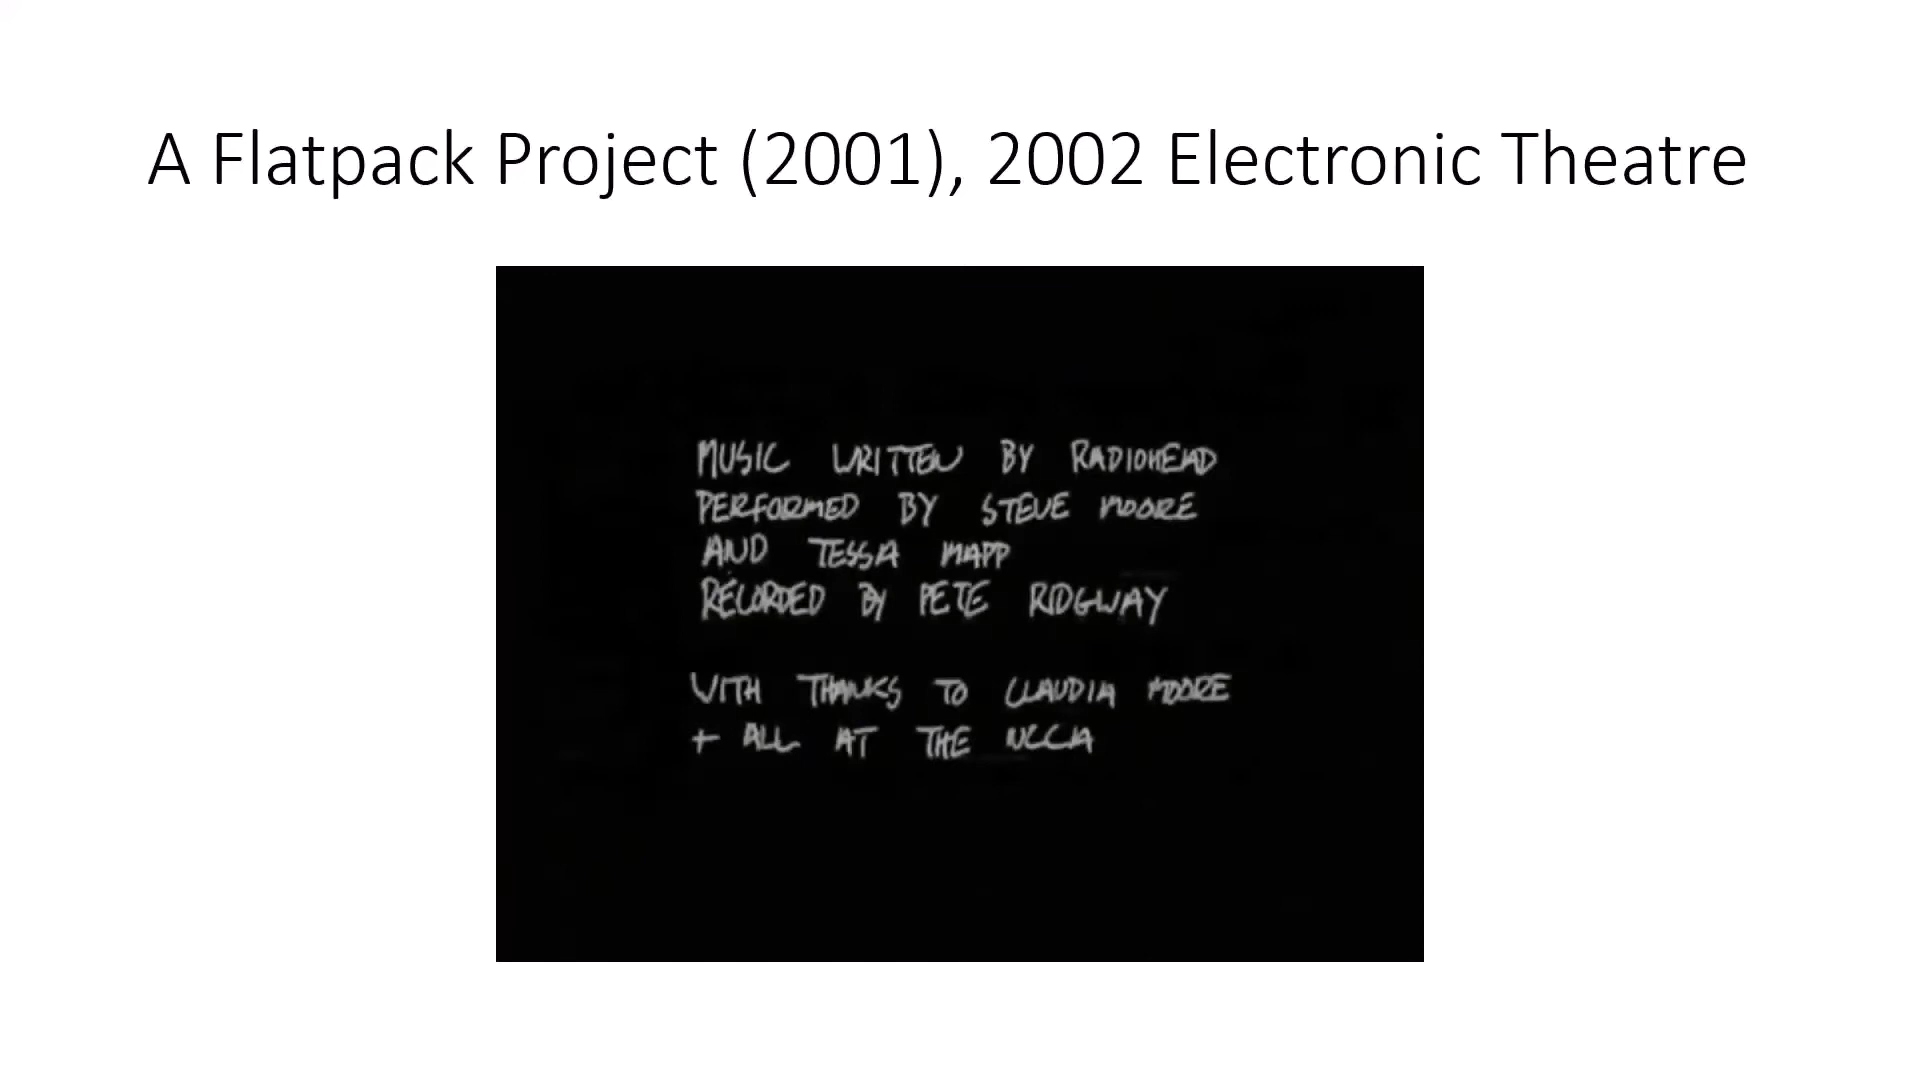 A Flatpack Project (2001), 2002 Electronic Theatre
MUSIC WRITTEN BY RADIOHEAD
PERFORMED BY STEVE MOORE
AND TESSA MAPP
RECORDED BY PETE RIDGWAY
WITH THANKS TO CLAUDIA MOORE
+ ALL AT THE NCCA